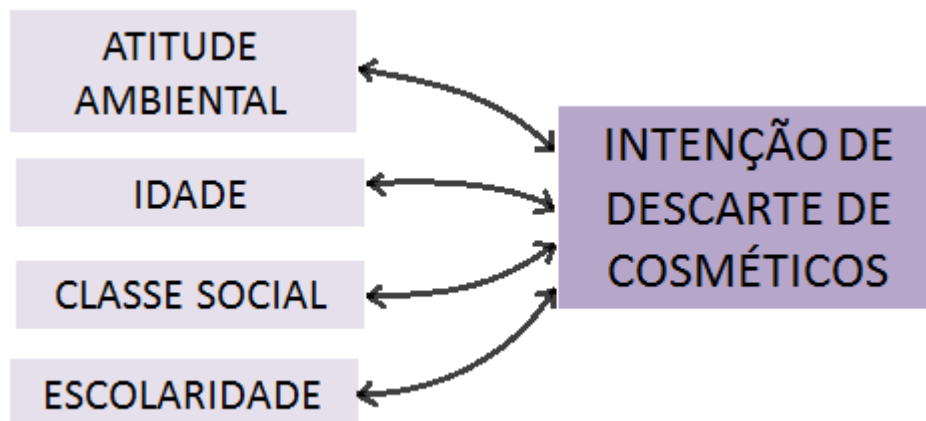 ATITUDE
AMBIENTAL
IDADE
CLASSE SOCIAL
ESCOLARIDADE
INTENÇÃO DE
DESCARTE DE
COSMÉTICOS